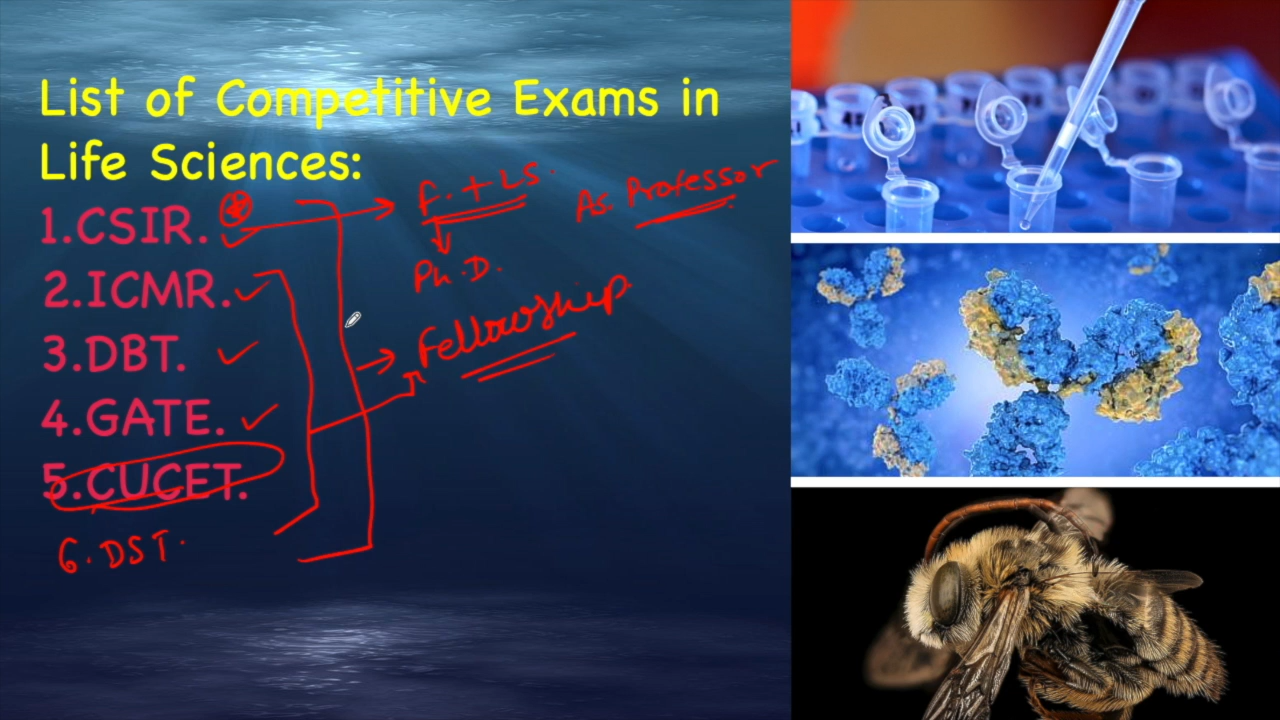 List of Competitive Exams in
Life Sciences:
1.CSIR.
F. + LS.
As. Professor
2.ICMR.
Ph.D.
3.DBT.
Fellowship.
4.GATE.
5.CUCET.
6.DST.